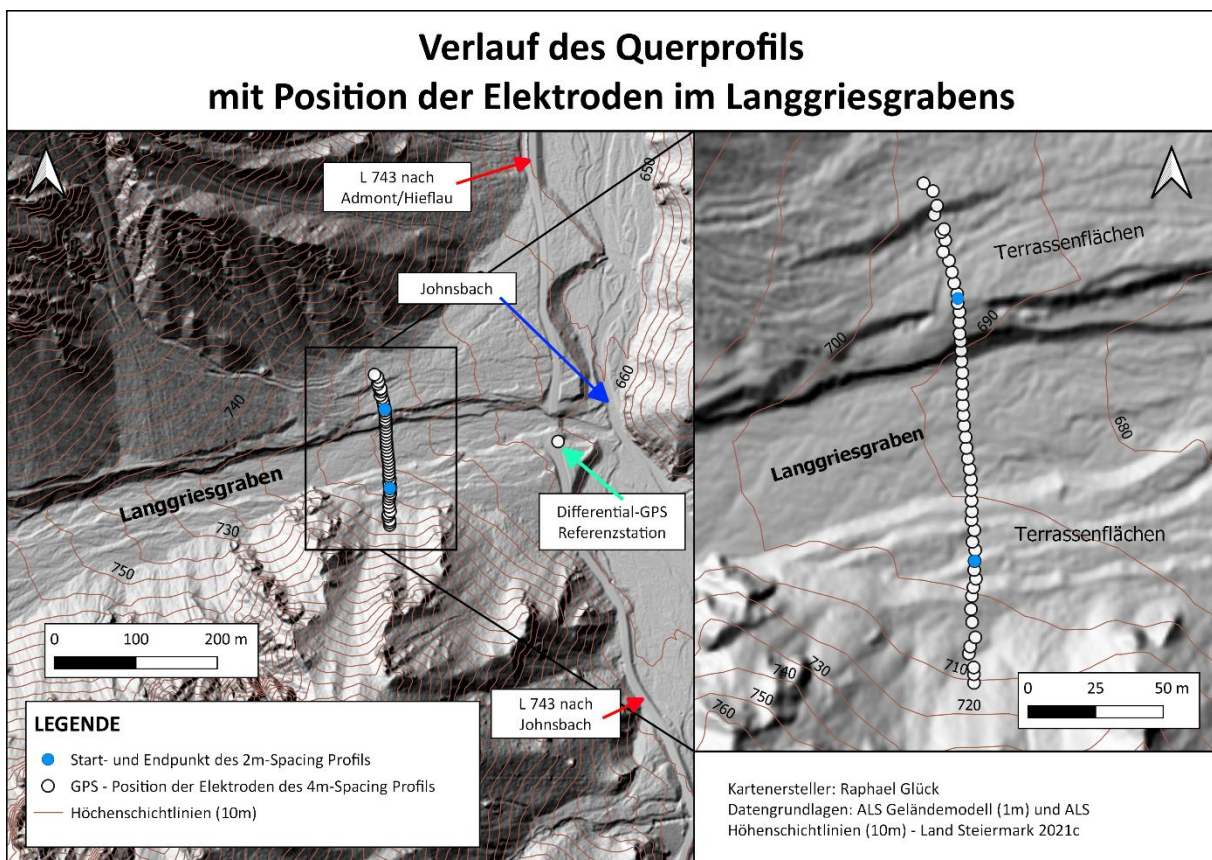 Verlauf des Querprofils
mit Position der Elektroden im Langgriesgrabens
L 743 nach
Admont/Hieflau
650
Johnsbach
660
740
Langgriesgraben
730
750
Differential-GPS
Referenzstation
0 100 200 m
L 743 nach
Johnsbach
LEGENDE
Start- und Endpunkt des 2m-Spacing Profils
GPS - Position der Elektroden des 4m-Spacing Profils
Höhenschichtlinien (10m)
Terrassenflächen
690
700
680
Langgriesgraben
Terrassenflächen
710
730
740
750
760
720
0 25 50 m
Kartenersteller: Raphael Glück
Datengrundlagen: ALS Geländemodell (1m) und ALS
Höhenschichtlinien (10m) - Land Steiermark 2021c